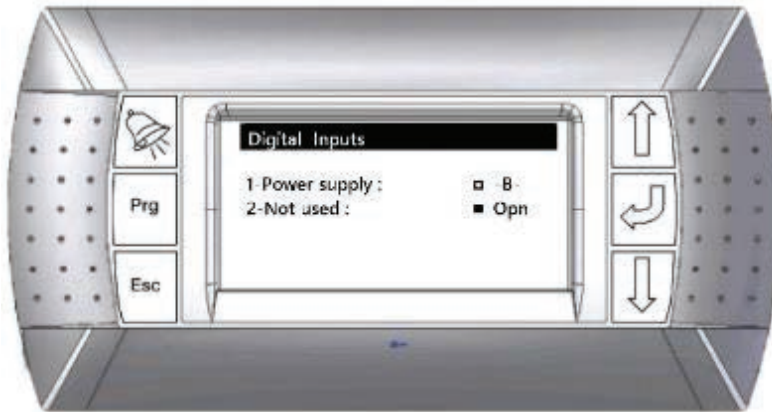 Digital Inputs
1-Power supply : -B-
2-Not used : Opn
Prg
Esc